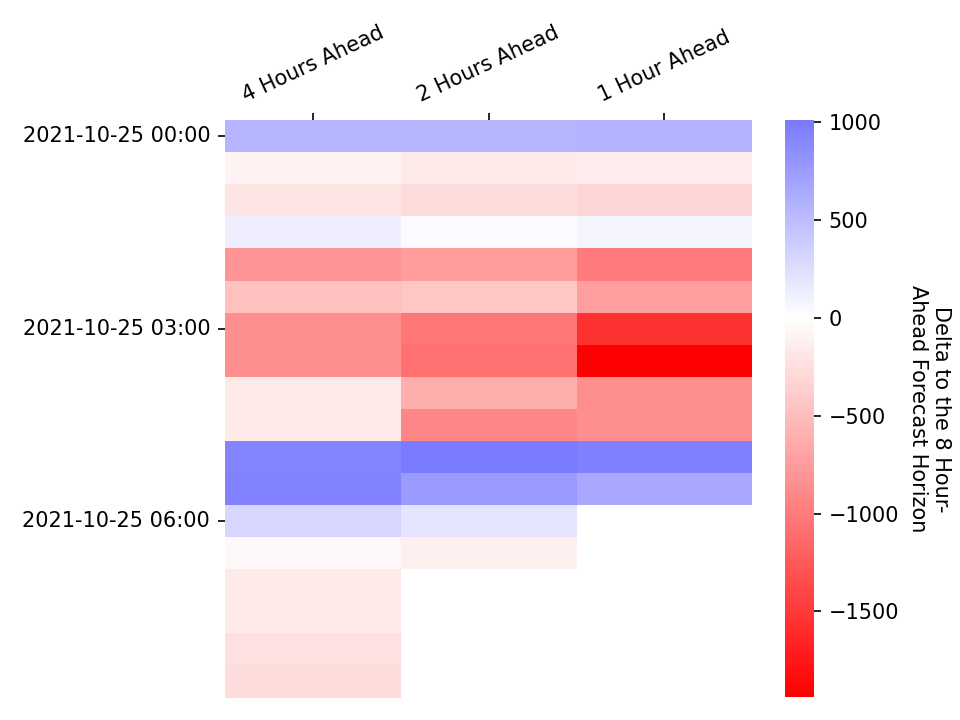 4 Hours Ahead
2 Hours Ahead
1 Hour Ahead
2021-10-25 00:00
2021-10-25 03:00
2021-10-25 06:00
1000
500
0
−500
−1000
−1500
Delta to the 8 Hour-
Ahead Forecast Horizon